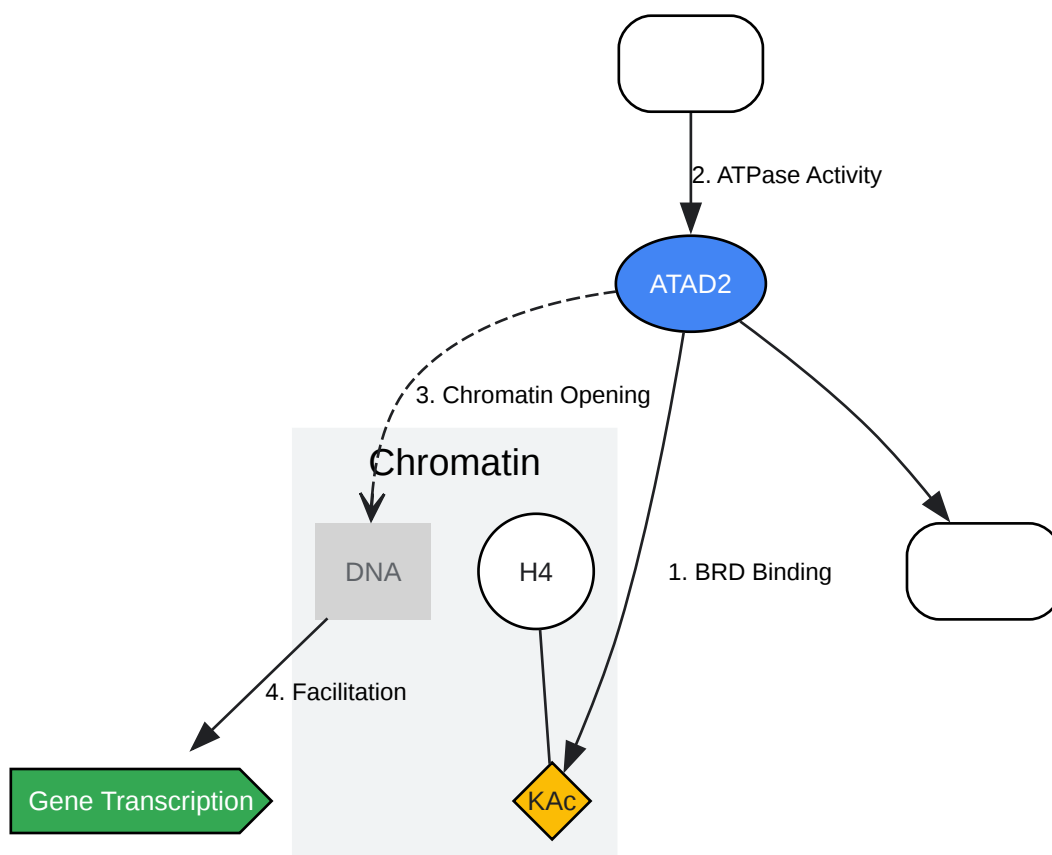 2. ATPase Activity
ATAD2
3. Chromatin Opening
Chromatin
DNA
H4
1. BRD Binding
4. Facilitation
Gene Transcription
KAc